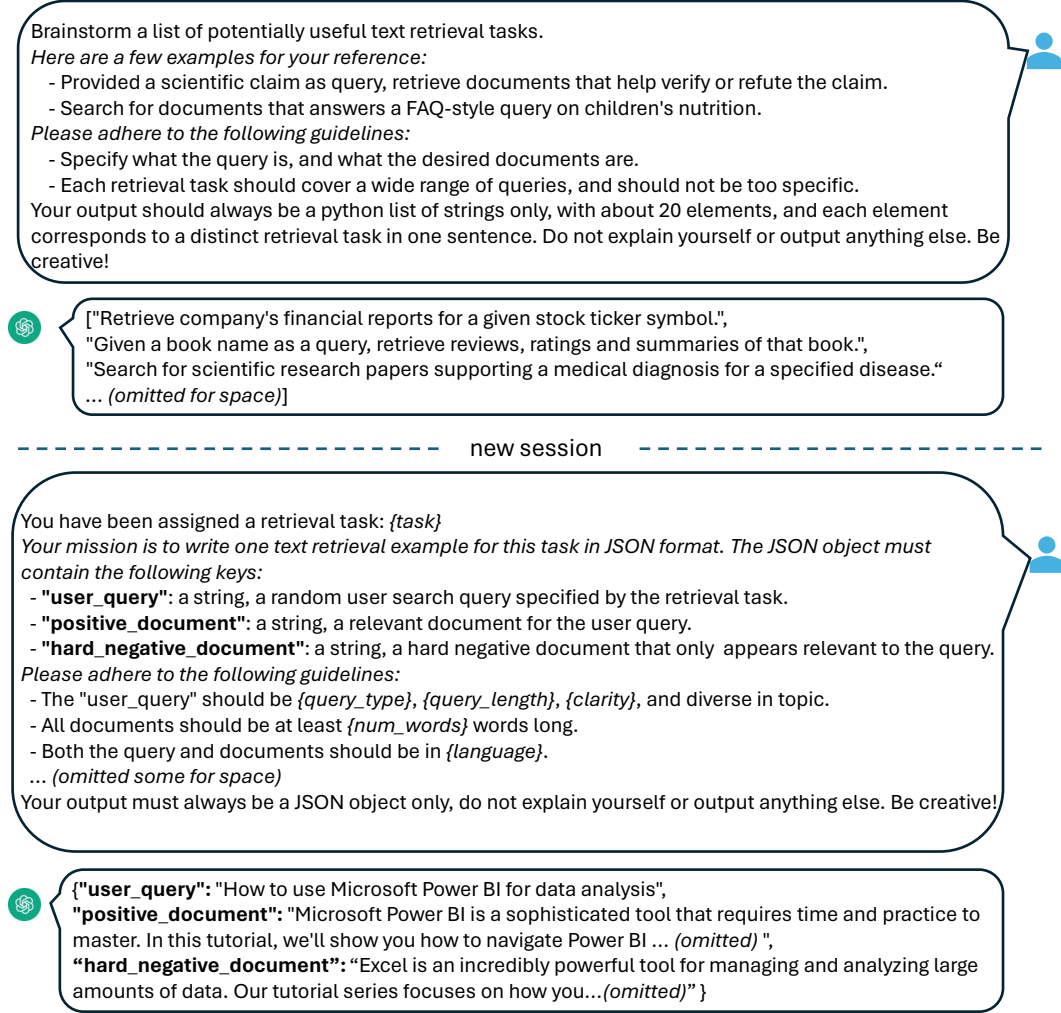 Brainstorm a list of potentially useful text retrieval tasks.
Here are a few examples for your reference:
- Provided a scientific claim as query, retrieve documents that help verify or refute the claim.
- Search for documents that answers a FAQ-style query on children's nutrition.
Please adhere to the following guidelines:
- Specify what the query is, and what the desired documents are.
- Each retrieval task should cover a wide range of queries, and should not be too specific.
Your output should always be a python list of strings only, with about 20 elements, and each element
corresponds to a distinct retrieval task in one sentence. Do not explain yourself or output anything else. Be
creative!
["Retrieve company's financial reports for a given stock ticker symbol.",
"Given a book name as a query, retrieve reviews, ratings and summaries of that book.",
"Search for scientific research papers supporting a medical diagnosis for a specified disease.“
... (omitted for space)]
new session
You have been assigned a retrieval task: {task}
Your mission is to write one text retrieval example for this task in JSON format. The JSON object must
contain the following keys:
- "user_query": a string, a random user search query specified by the retrieval task.
- "positive_document": a string, a relevant document for the user query.
- "hard_negative_document": a string, a hard negative document that only appears relevant to the query.
Please adhere to the following guidelines:
- The "user_query" should be {query_type}, {query_length}, {clarity}, and diverse in topic.
- All documents should be at least {num_words} words long.
- Both the query and documents should be in {language}.
... (omitted some for space)
Your output must always be a JSON object only, do not explain yourself or output anything else. Be creative!
{"user_query": "How to use Microsoft Power BI for data analysis",
"positive_document": "Microsoft Power BI is a sophisticated tool that requires time and practice to
master. In this tutorial, we'll show you how to navigate Power BI ... (omitted) ",
“hard_negative_document”: “Excel is an incredibly powerful tool for managing and analyzing large
amounts of data. Our tutorial series focuses on how you...(omitted)” }